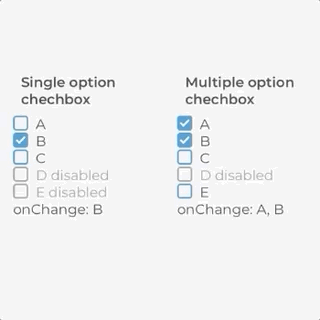 Single option
chechbox
A
B
C
D disabled
E disabled
onChange: B
Multiple option
chechbox
A
B
C
D disabled
E
onChange: A, B